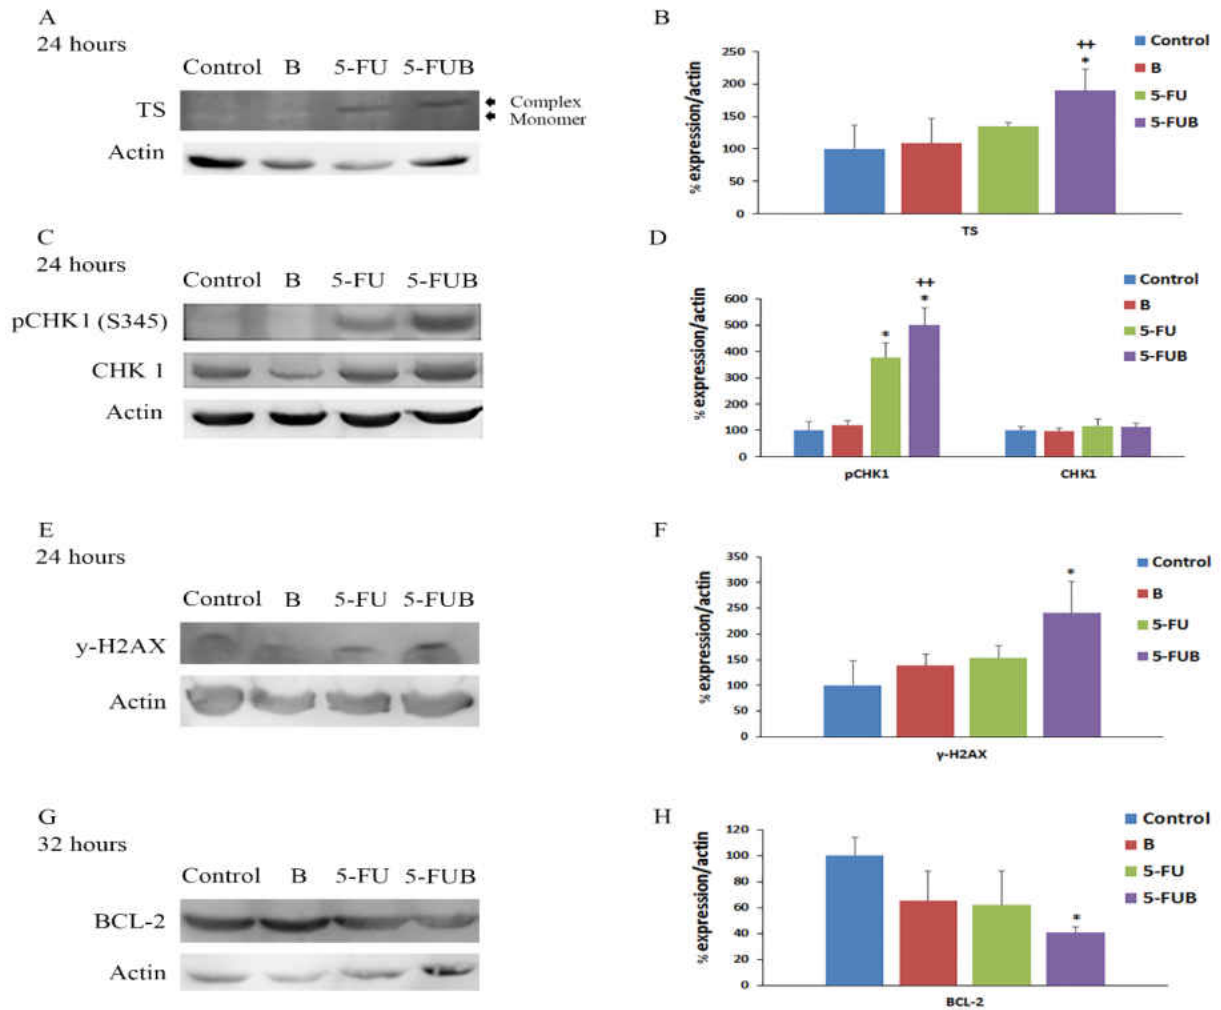 A
24 hours
Control B 5-FU 5-FUB
TS
Complex
Monomer
Actin
B
250
200
150
100
50
0
% expression/actin
++
*
TS
Control
B
5-FU
5-FUB
C
24 hours
Control B 5-FU 5-FUB
pCHK1 (S345)
CHK 1
Actin
D
600
500
400
300
200
100
0
% expression/actin
*
++
*
pCHK1 CHK1
Control
B
5-FU
5-FUB
E
24 hours
Control B 5-FU 5-FUB
y-H2AX
Actin
F
350
300
250
200
150
100
50
0
% expression/actin
*
γ-H2AX
Control
B
5-FU
5-FUB
G
32 hours
Control B 5-FU 5-FUB
BCL-2
Actin
H
120
100
80
60
40
20
0
% expression/actin
*
BCL-2
Control
B
5-FU
5-FUB